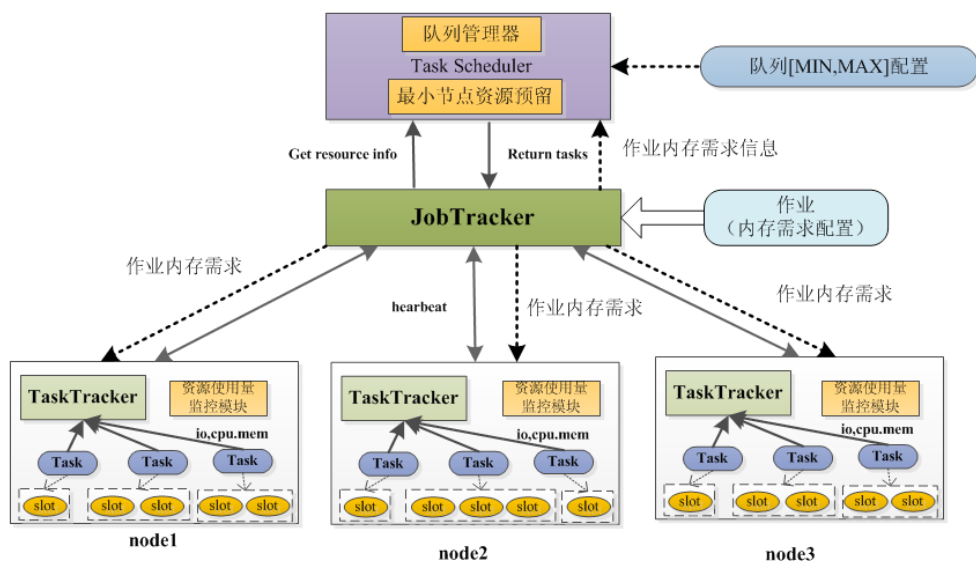 队列管理器
Task Scheduler
最小节点资源预留
队列[MIN,MAX]配置
Get resource info
Return tasks
作业内存需求信息
JobTracker
作业
（内存需求配置）
作业内存需求
hearbeat
作业内存需求
作业内存需求
TaskTracker
资源使用量
监控模块
io,cpu.mem
Task
Task
Task
slot
slot
slot
slot
slot
node1
TaskTracker
资源使用量
监控模块
io,cpu.mem
Task
Task
Task
slot
slot
slot
slot
slot
node2
TaskTracker
资源使用量
监控模块
io,cpu.mem
Task
Task
Task
slot
slot
slot
slot
slot
node3